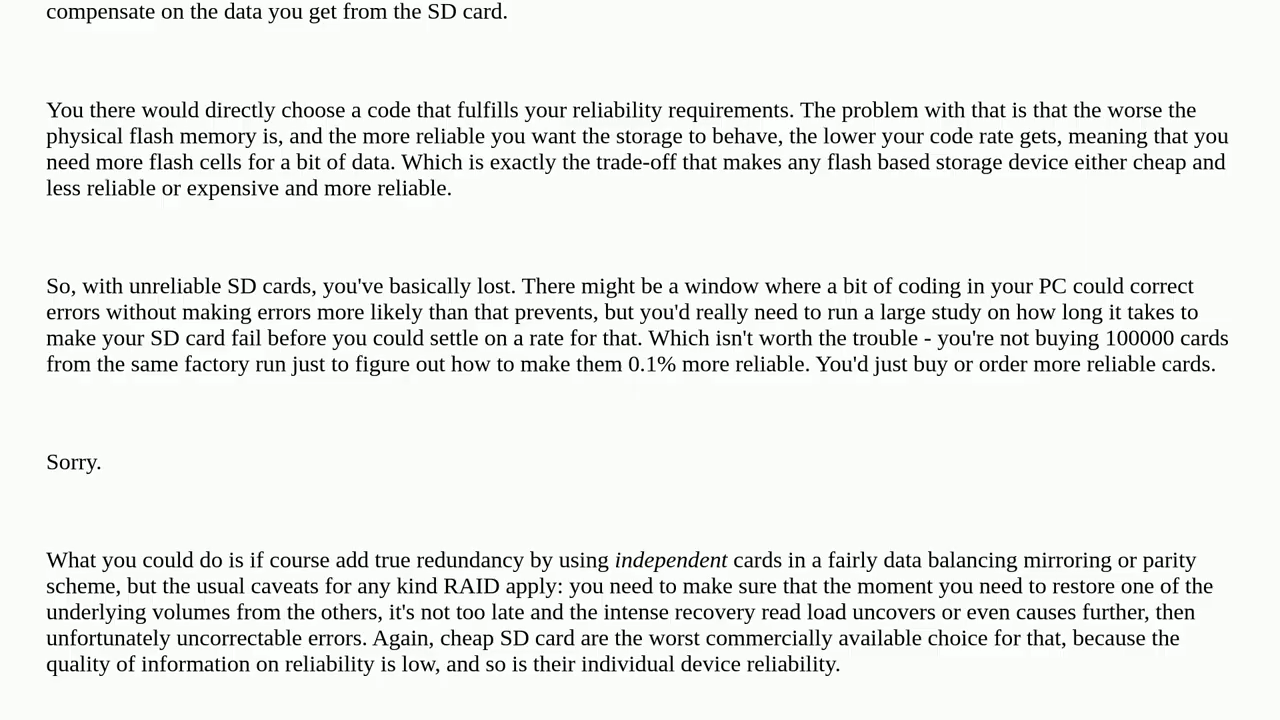 compensate on the data you get from the SD card.
You there would directly choose a code that fulfills your reliability requirements. The problem with that is that the worse the
physical flash memory is, and the more reliable you want the storage to behave, the lower your code rate gets, meaning that you
need more flash cells for a bit of data. Which is exactly the trade-off that makes any flash based storage device either cheap and
less reliable or expensive and more reliable.
So, with unreliable SD cards, you've basically lost. There might be a window where a bit of coding in your PC could correct
errors without making errors more likely than that prevents, but you'd really need to run a large study on how long it takes to
make your SD card fail before you could settle on a rate for that. Which isn't worth the trouble - you're not buying 100000 cards
from the same factory run just to figure out how to make them 0.1% more reliable. You'd just buy or order more reliable cards.
Sorry.
What you could do is if course add true redundancy by using independent cards in a fairly data balancing mirroring or parity
scheme, but the usual caveats for any kind RAID apply: you need to make sure that the moment you need to restore one of the
underlying volumes from the others, it's not too late and the intense recovery read load uncovers or even causes further, then
unfortunately uncorrectable errors. Again, cheap SD card are the worst commercially available choice for that, because the
quality of information on reliability is low, and so is their individual device reliability.